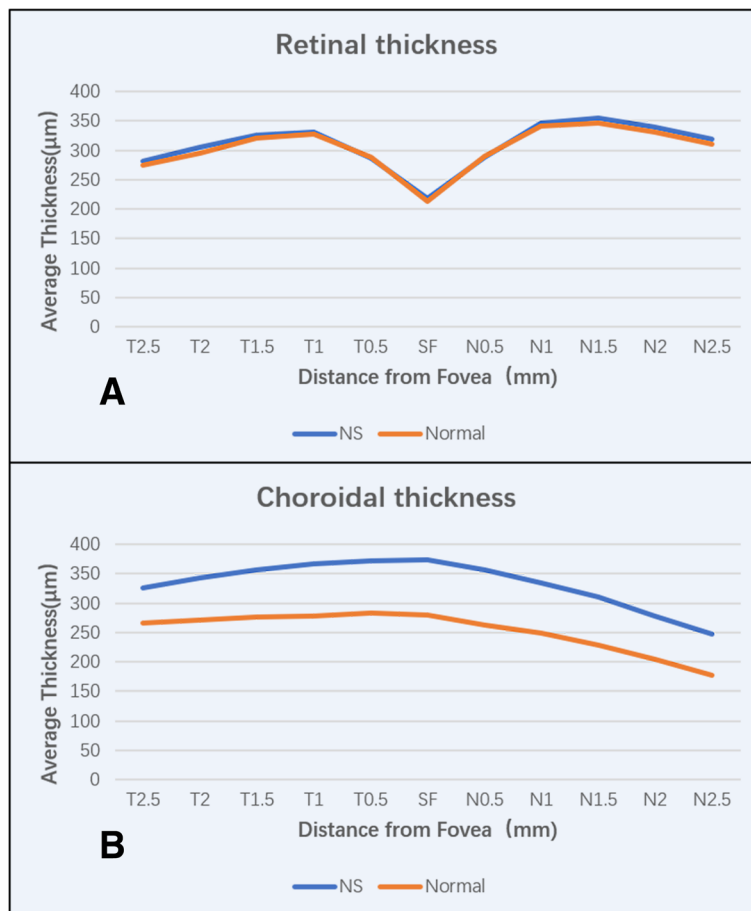 Retinal thickness
400
350
300
250
200
150
100
50
0
Average Thickness(μm)
T2.5 T2 T1.5 T1 T0.5 SF N0.5 N1 N1.5 N2 N2.5
Distance from Fovea（mm)
A
NS Normal
Choroidal thickness
400
350
300
250
200
150
100
50
0
Average Thickness(μm)
T2.5 T2 T1.5 T1 T0.5 SF N0.5 N1 N1.5 N2 N2.5
Distance from Fovea（mm)
B
NS Normal